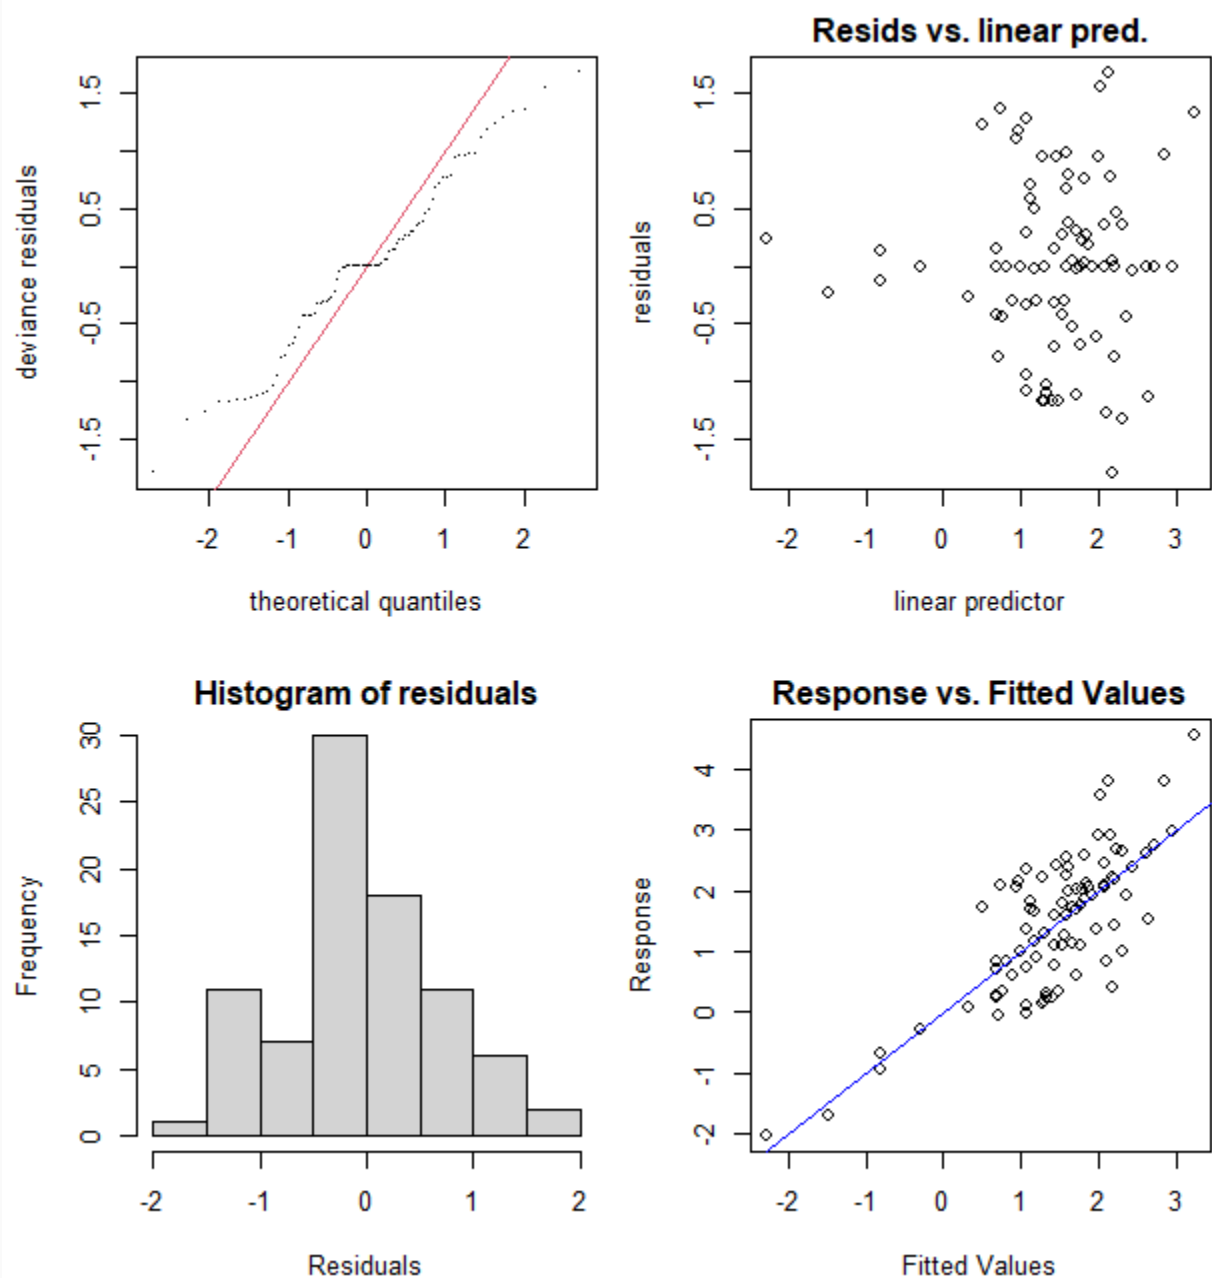 deviance residuals
1.5
0.5
-0.5
-1.5
-2 -1 0 1 2
theoretical quantiles
Resids vs. linear pred.
residuals
1.5
0.5
-0.5
-1.5
-2 -1 0 1 2 3
linear predictor
Histogram of residuals
Frequency
30
25
20
15
10
5
0
-2 -1 0 1 2
Residuals
Response vs. Fitted Values
Response
4
3
2
1
0
-1
-2
-2 -1 0 1 2 3
Fitted Values